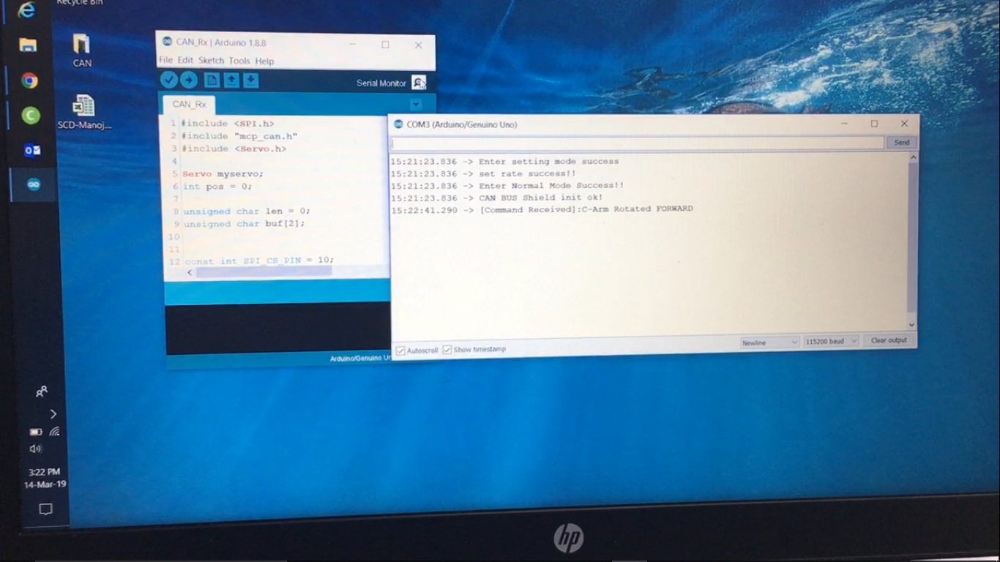 Recycle Bin
CAN
SCD-Manoj...
CAN_Rx | Arduino 1.8.8
File Edit Sketch Tools Help
Serial Monitor
CAN_Rx
1 #include <SPI.h>
2 #include "mcp_can.h"
3 #include <Servo.h>
4
5 Servo myservo;
6 int pos = 0;
7
8 unsigned char len = 0;
9 unsigned char buf[2];
10
11
12 const int SPI_CS_PIN = 10;
Arduino/Genuino Un
COM3 (Arduino/Genuino Uno)
Send
15:21:23.836 -> Enter setting mode success
15:21:23.836 -> set rate success!!
15:21:23.836 -> Enter Normal Mode Success!!
15:21:23.836 -> CAN BUS Shield init ok!
15:22:41.290 -> [Command Received]:C-Arm Rotated FORWARD
Autoscroll Show timestamp
Newline
115200 baud
Clear output
3:22 PM
14-Mar-19
hp